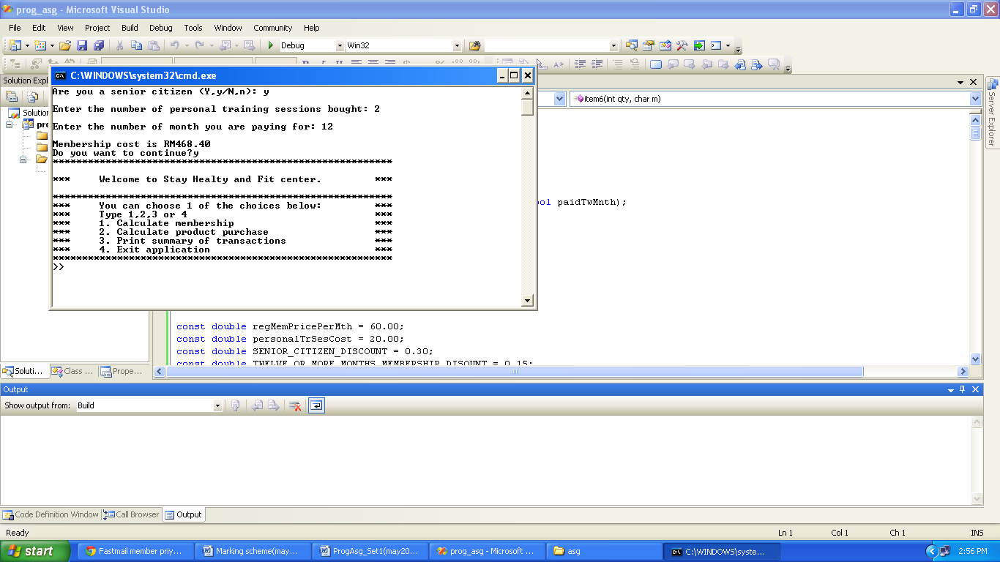 prog_asg - Microsoft Visual Studio
File Edit View Project Build Debug Tools Window Community Help
Debug Win32
Solution Expl
C:\WINDOWS\system32\cmd.exe
item6(int qty, char m)
Server Explorer
Solution
pro
Are you a senior citizen (Y,y/N,n): y
Enter the number of personal training sessions bought: 2
Enter the number of month you are paying for: 12
Membership cost is RM468.40
Do you want to continue?y
**********************************************************
*** Welcome to Stay Healty and Fit center. ***
**********************************************************
*** You can choose 1 of the choices below: ***
*** Type 1,2,3 or 4 ***
*** 1. Calculate membership ***
*** 2. Calculate product purchase ***
*** 3. Print summary of transactions ***
*** 4. Exit application ***
**********************************************************
>>
ol paidTwMnth);
const double regMemPricePerMth = 60.00;
const double personalTrSesCost = 20.00;
const double SENIOR_CITIZEN_DISCOUNT = 0.30;
const double TWELVE_OR_MORE_MONTHS_MEMBERSHIP_DISOUNT = 0.15;
Soluti... Class ... Prope...
Output
Show output from: Build
Code Definition Window Call Browser Output
Ready Ln 1 Col 1 Ch 1 INS
start Fastmail member priy... Marking scheme(may... ProgAsg_Set1(may20... prog_asg - Microsoft ... asg C:\WINDOWS\syste... 2:56 PM